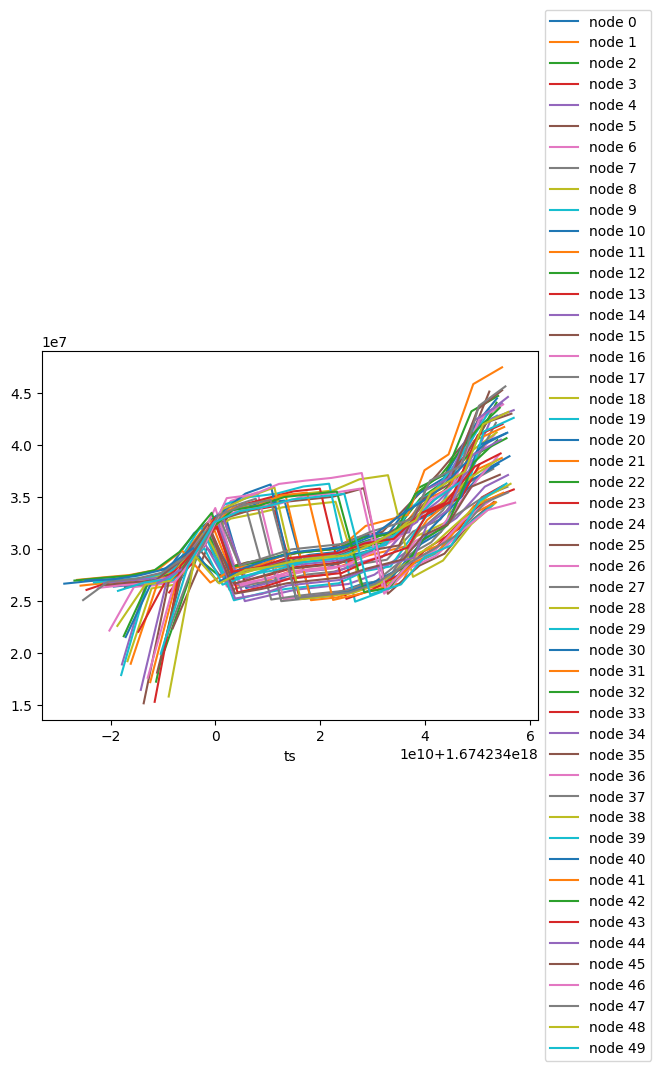 1e7
4.5
4.0
3.5
3.0
2.5
2.0
1.5
−2
0
2
4
6
1e10+1.674234e18
ts
node 0
node 1
node 2
node 3
node 4
node 5
node 6
node 7
node 8
node 9
node 10
node 11
node 12
node 13
node 14
node 15
node 16
node 17
node 18
node 19
node 20
node 21
node 22
node 23
node 24
node 25
node 26
node 27
node 28
node 29
node 30
node 31
node 32
node 33
node 34
node 35
node 36
node 37
node 38
node 39
node 40
node 41
node 42
node 43
node 44
node 45
node 46
node 47
node 48
node 49